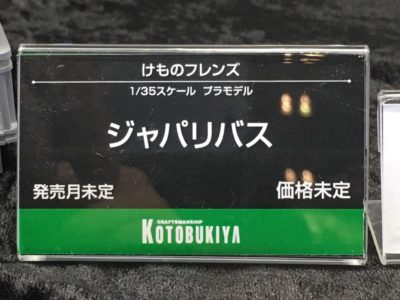 けものフレンズ
1/35スケール プラモデル
ジャパリバス
発売月未定 価格未定
CRAFTSMANSHIP
KOTOBUKIYA